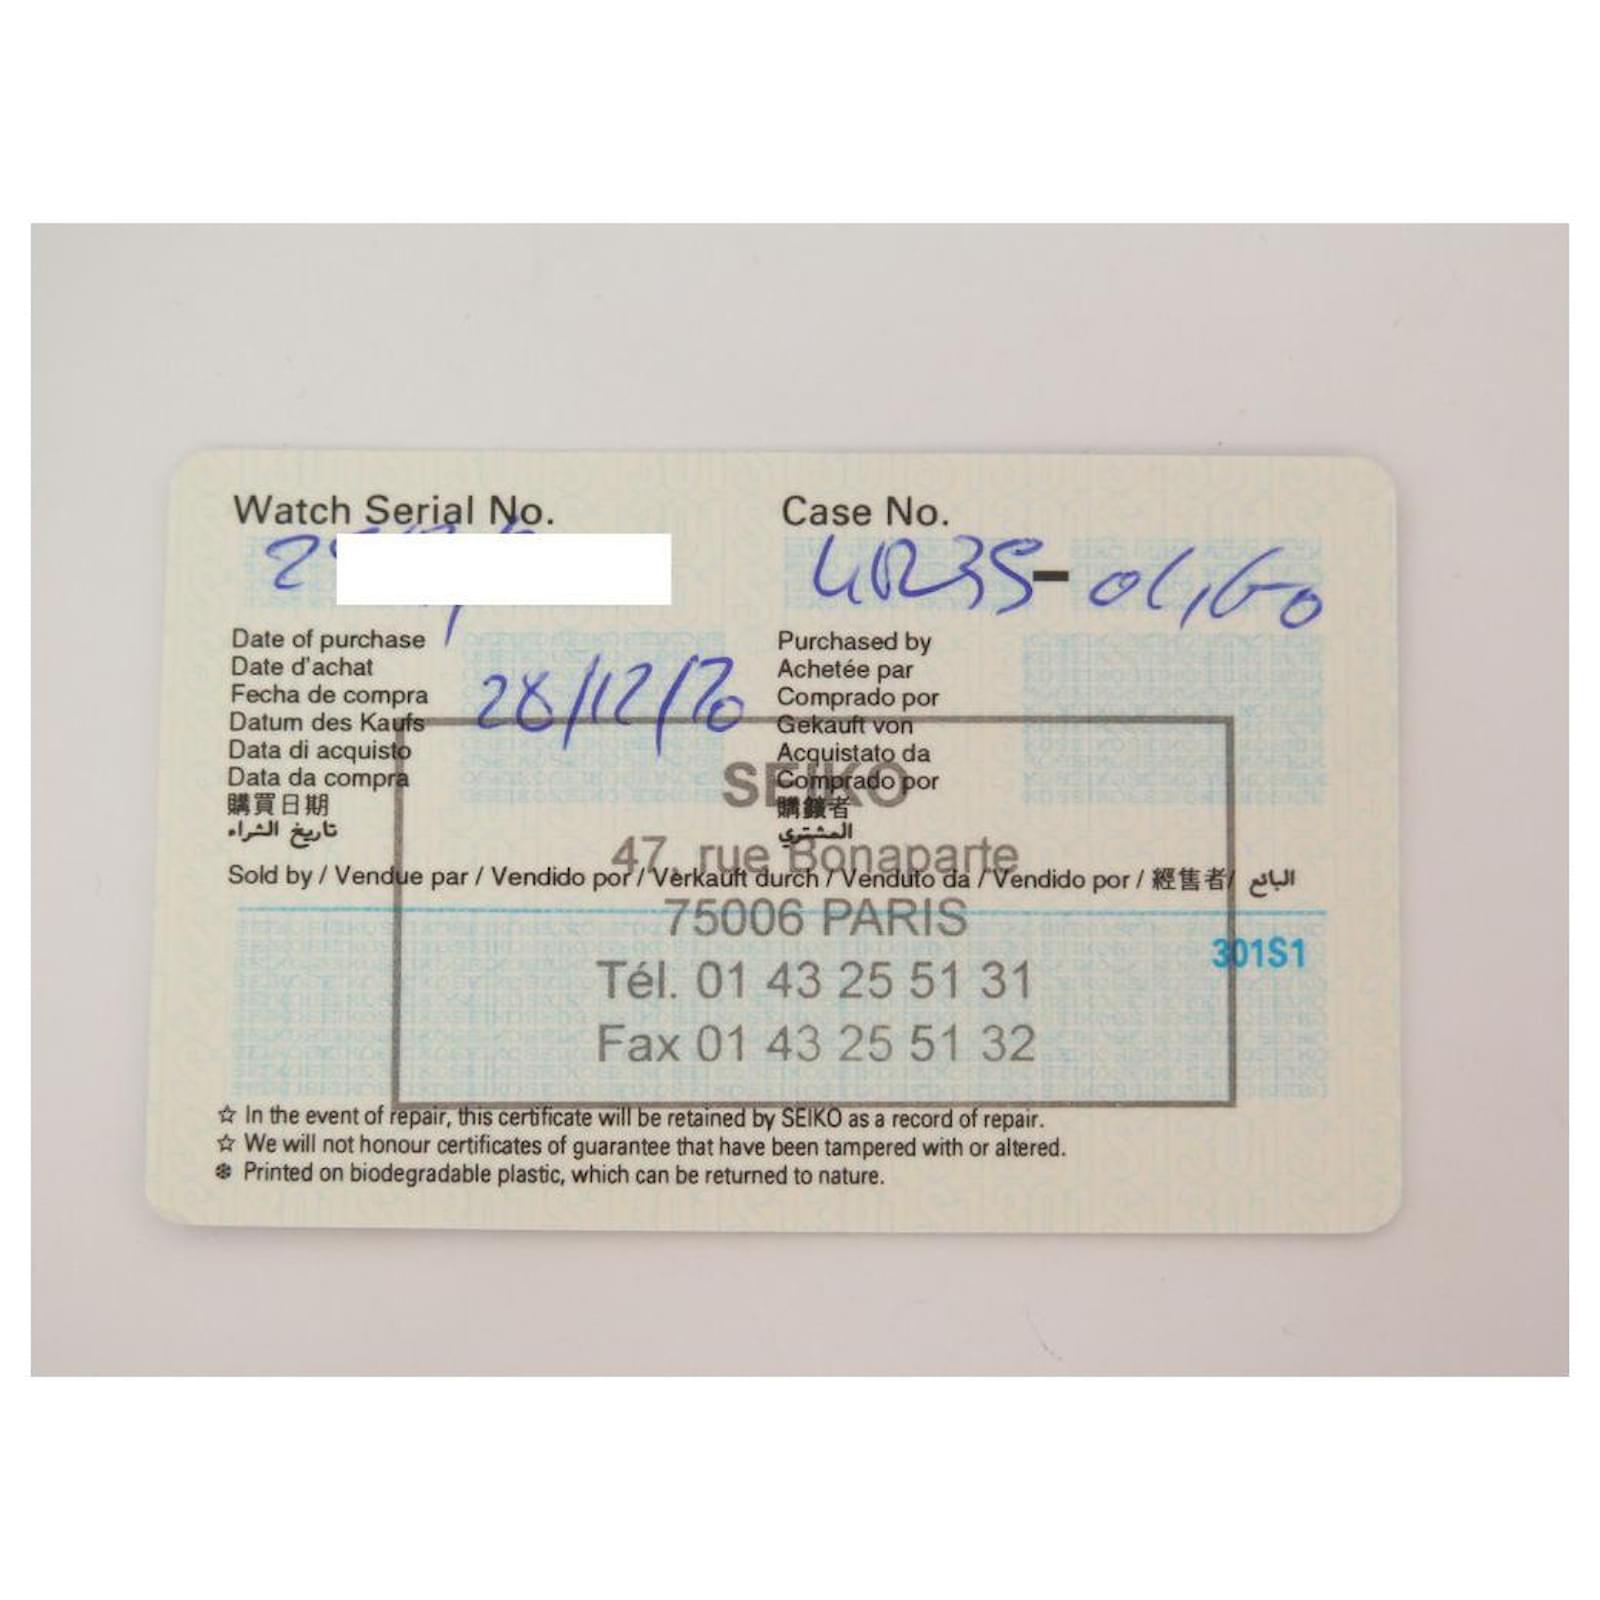 Watch Serial No.
Case No.
4R35-01,G0
Date of purchase
Date d'achat
Fecha de compra
Datum des Kaufs
Data di acquisto
Data da compra
購買日期
تاريخ الشراء
28/12/20
Purchased by
Achetée par
Comprado por
Gekauft von
Acquistato da
Comprado por
المشتري
Sold by / Vendue par / Vendido por / Verkauft durch / Venduto da / Vendido por / 經售者/ البائع
SEIKO
47, rue Bonaparte
75006 PARIS
Tél. 01 43 25 51 31
Fax 01 43 25 51 32
301S1
☆ In the event of repair, this certificate will be retained by SEIKO as a record of repair.
☆ We will not honour certificates of guarantee that have been tampered with or altered.
❄ Printed on biodegradable plastic, which can be returned to nature.